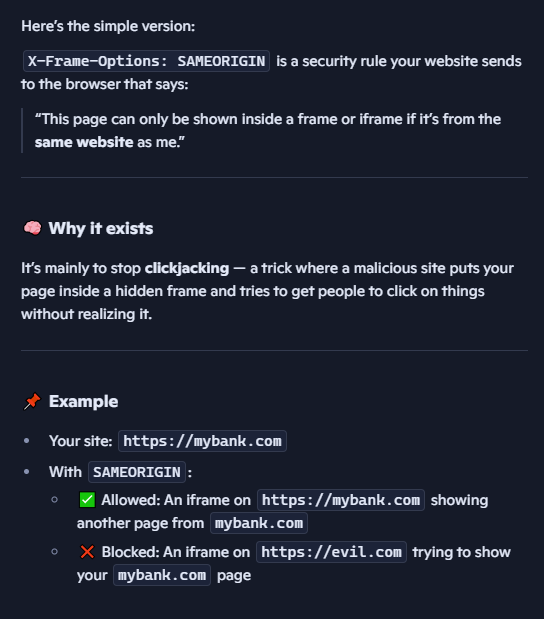 Here’s the simple version:
X-Frame-Options: SAMEORIGIN is a security rule your website sends
to the browser that says:
“This page can only be shown inside a frame or iframe if it’s from the
same website as me.”
🧠 Why it exists
It’s mainly to stop clickjacking — a trick where a malicious site puts your
page inside a hidden frame and tries to get people to click on things
without realizing it.
📌 Example
• Your site: https://mybank.com
• With SAMEORIGIN:
◦ ✅ Allowed: An iframe on https://mybank.com showing
another page from mybank.com
◦ ❌ Blocked: An iframe on https://evil.com trying to show
your mybank.com page